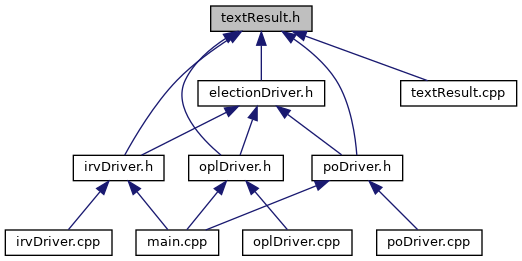 textResult.h
electionDriver.h
textResult.cpp
irvDriver.h
oplDriver.h
poDriver.h
irvDriver.cpp
main.cpp
oplDriver.cpp
poDriver.cpp